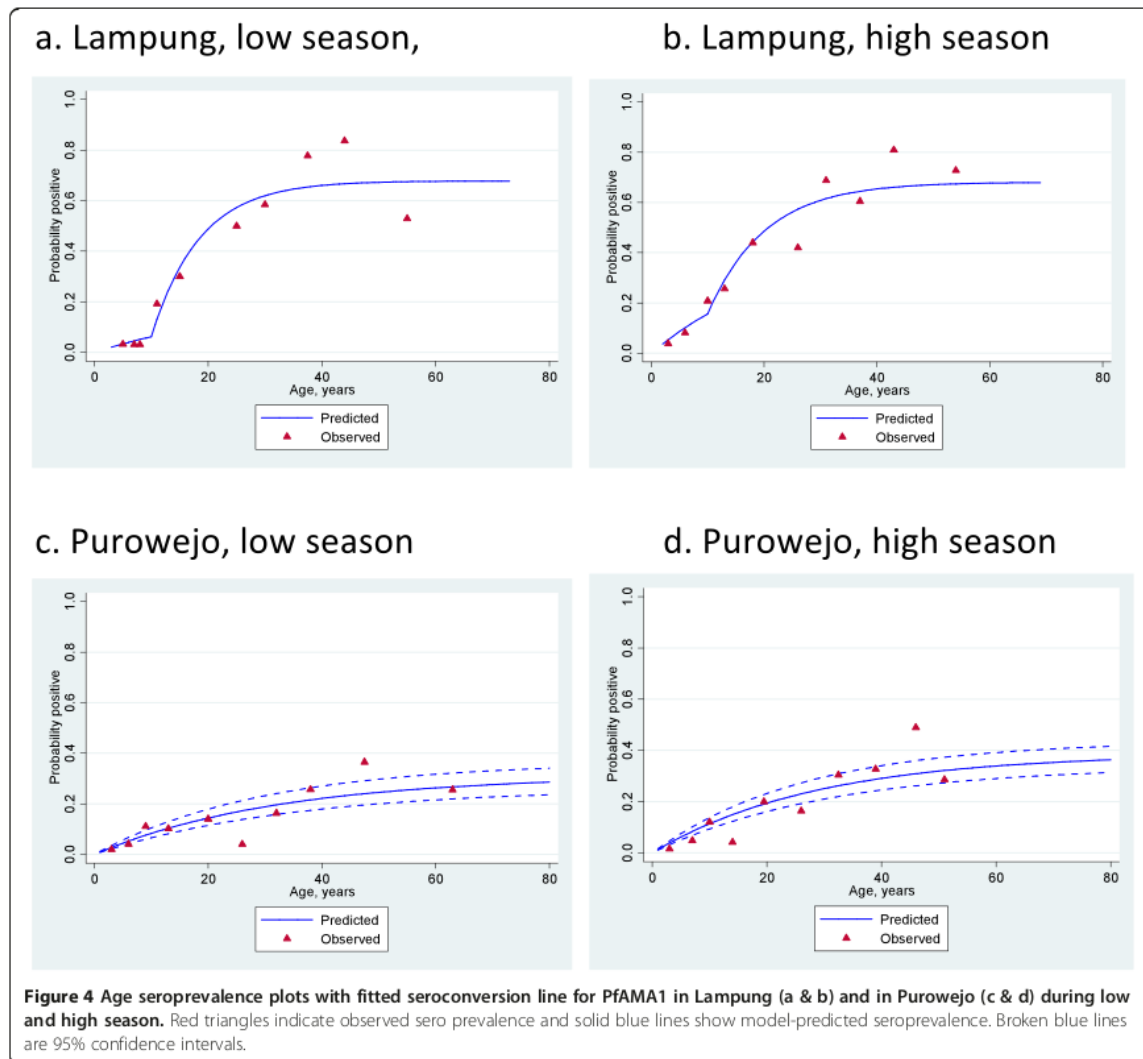 a. Lampung, low season,
Probability positive
0.0 0.2 0.4 0.6 0.8 1.0
0 20 40 60 80
Age, years
Predicted
Observed
b. Lampung, high season
Probability positive
0.0 0.2 0.4 0.6 0.8 1.0
0 20 40 60 80
Age, years
Predicted
Observed
c. Purowejo, low season
Probability positive
0.0 0.2 0.4 0.6 0.8 1.0
0 20 40 60 80
Age, years
Predicted
Observed
d. Purowejo, high season
Probability positive
0.0 0.2 0.4 0.6 0.8 1.0
0 20 40 60 80
Age, years
Predicted
Observed
Figure 4 Age seroprevalence plots with fitted seroconversion line for PfAMA1 in Lampung (a & b) and in Purowejo (c & d) during low
and high season. Red triangles indicate observed sero prevalence and solid blue lines show model-predicted seroprevalence. Broken blue lines
are 95% confidence intervals.